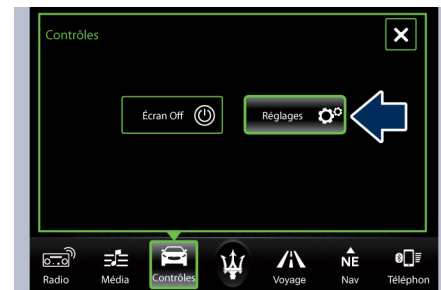 Contrôles
Écran Off
Réglages
Radio
Média
Contrôles
Voyage
NE
Nav
Téléphon